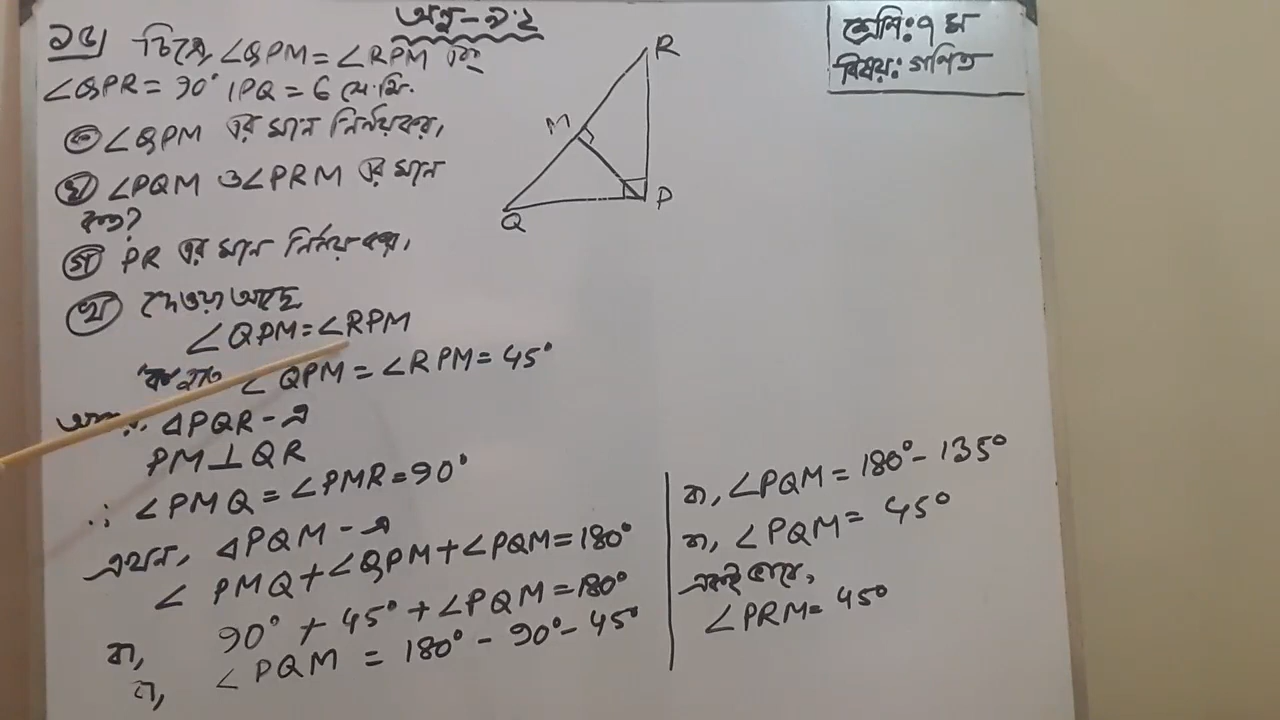 অনু - ৯.২
শ্রেণি: ৭ ম
বিষয়: গণিত
১৩। চিত্রে, ∠QPM = ∠RPM এবং
∠QPR = 90° । PQ = 6 সে.মি.
ক ∠QPM এর মান নির্ণয় কর।
খ ∠PQM ও ∠PRM এর মান
কত?
গ PR এর মান নির্ণয় কর।
R
M
Q
P
খ দেওয়া আছে
∠QPM = ∠RPM
∠QPM = ∠RPM = 45°
△PQR - এ
PM ⊥ QR
∴ ∠PMQ = ∠PMR = 90°
এখন, △PQM - এ
∠PMQ + ∠QPM + ∠PQM = 180°
বা, 90° + 45° + ∠PQM = 180°
বা, ∠PQM = 180° - 90° - 45°
বা, ∠PQM = 180° - 135°
বা, ∠PQM = 45°
একই ভাবে,
∠PRM = 45°